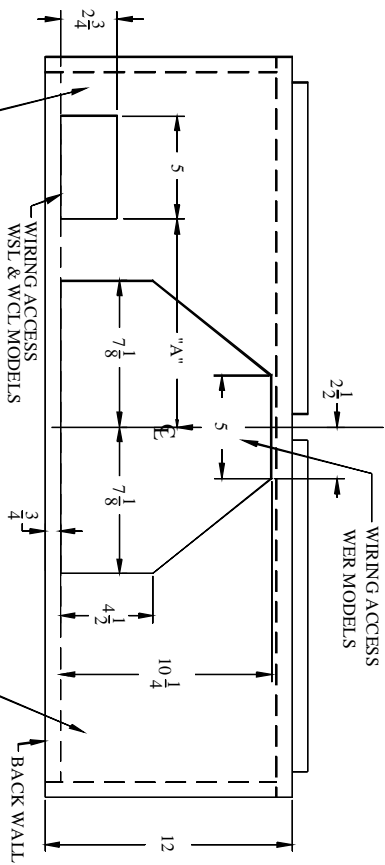 2 3/4
5
"A"
2 1/2
WIRING ACCESS
WER MODELS
5
WIRING ACCESS
WSL & WCL MODELS
7 1/8
CL
7 1/8
3/4
4 1/2
10 1/4
BACK WALL
12